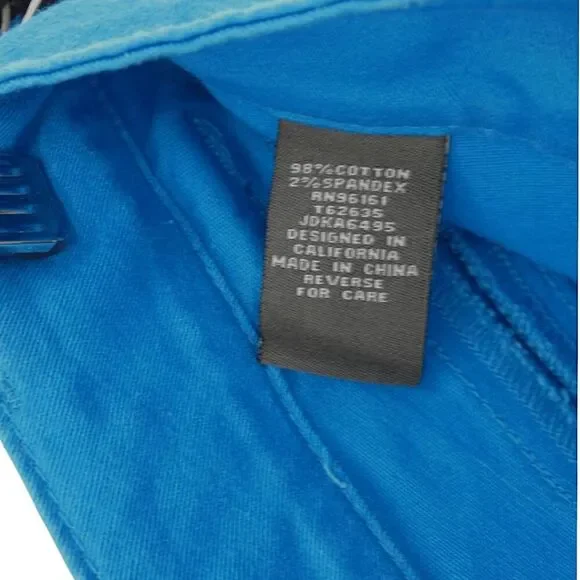 98%COTTON
2%SPANDEX
RN96161
T62635
JDKA6495
DESIGNED IN
CALIFORNIA
MADE IN CHINA
REVERSE
FOR CARE